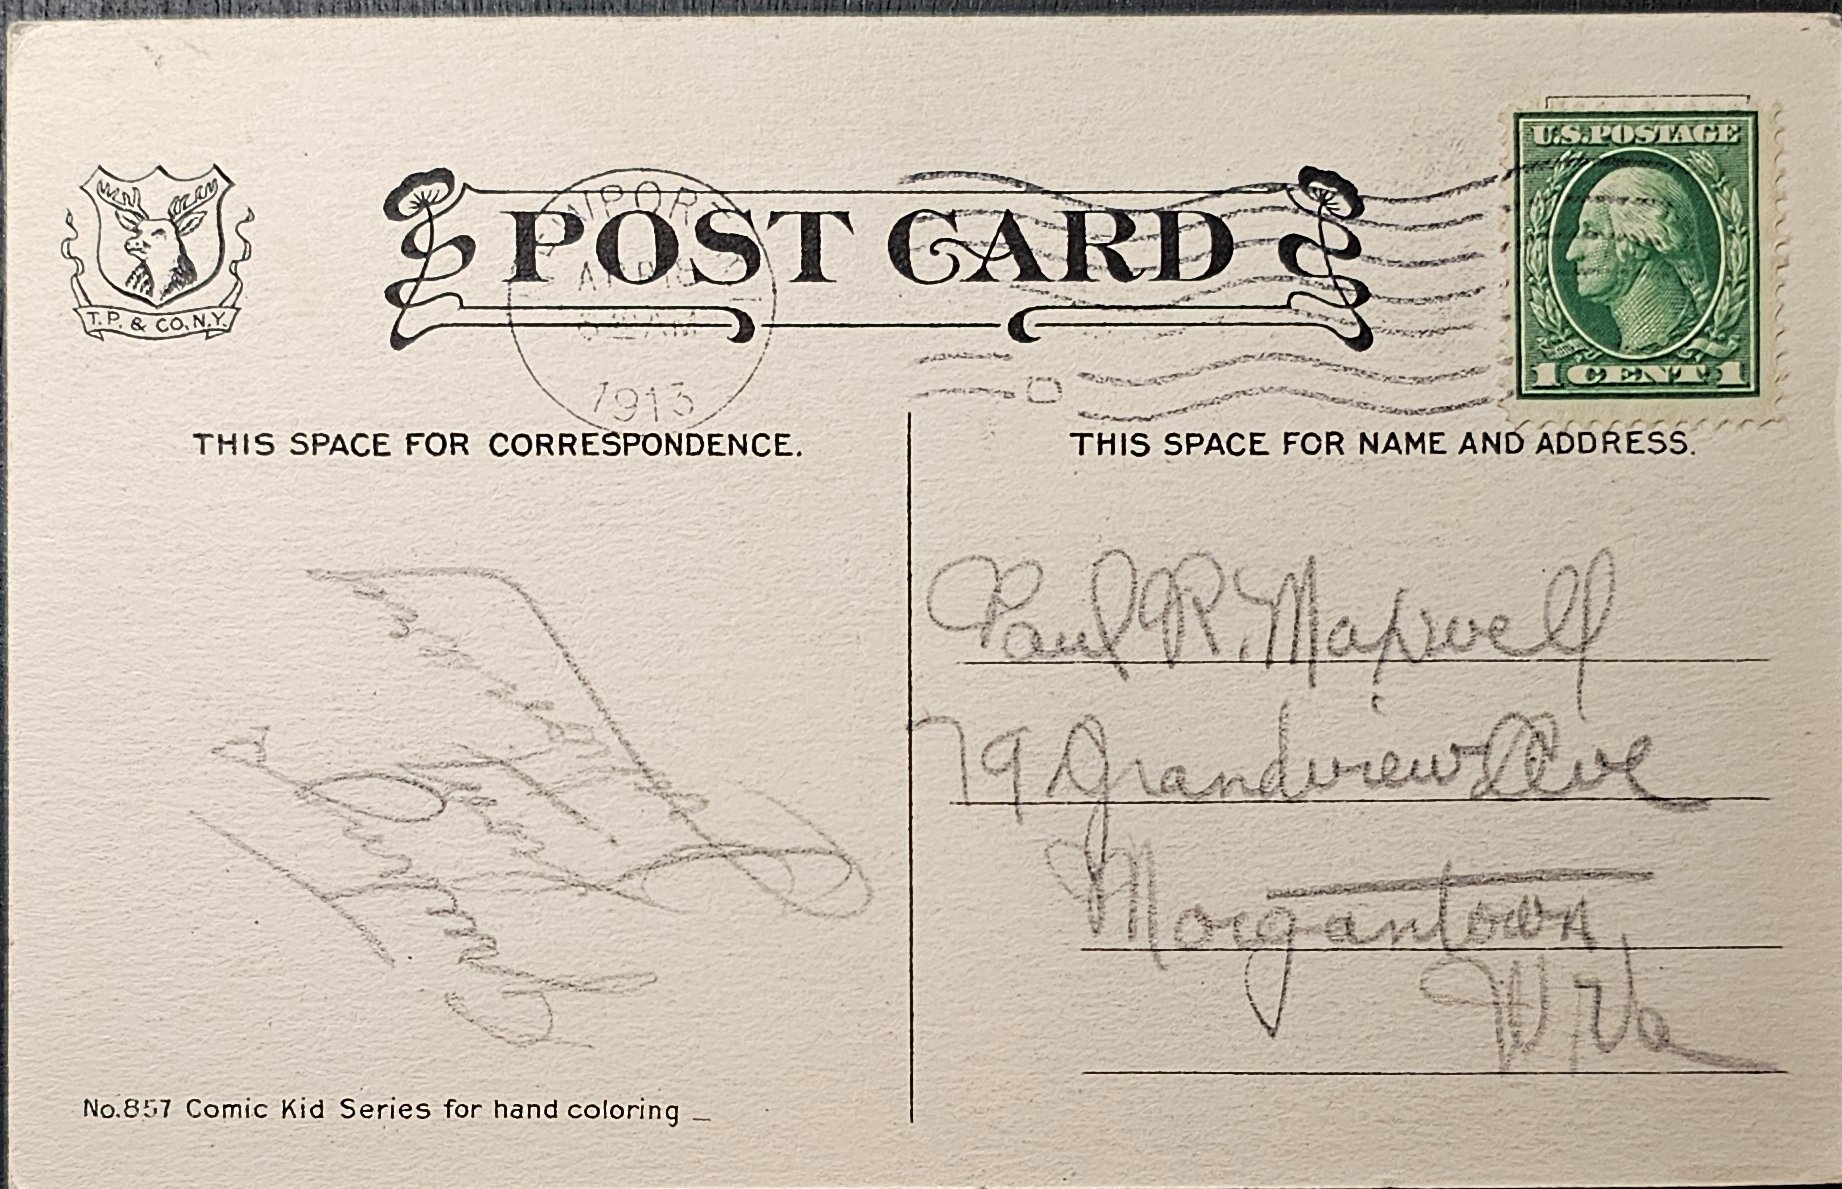 T.P. & CO. N.Y.
POST CARD
1913
U.S. POSTAGE
1 CENT 1
THIS SPACE FOR CORRESPONDENCE.
THIS SPACE FOR NAME AND ADDRESS.
Paul R. Maxwell
79 Grandview Ave
Morgantown
W Va
No. 857 Comic Kid Series for hand coloring